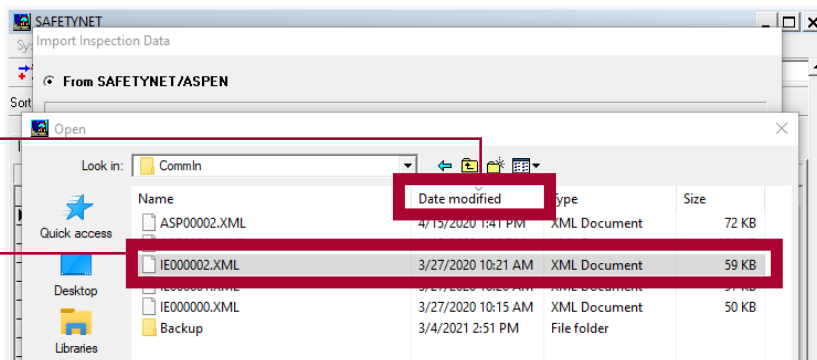 SAFETYNET
Import Inspection Data
From SAFETYNET/ASPEN
Sort
Open
Look in: CommIn
Name Date modified Type Size
ASP00002.XML 4/15/2020 1:41 PM XML Document 72 KB
Quick access
IE000002.XML 3/27/2020 10:21 AM XML Document 59 KB
Desktop
IE000000.XML 3/27/2020 10:15 AM XML Document 50 KB
Backup 3/4/2021 2:51 PM File folder
Libraries